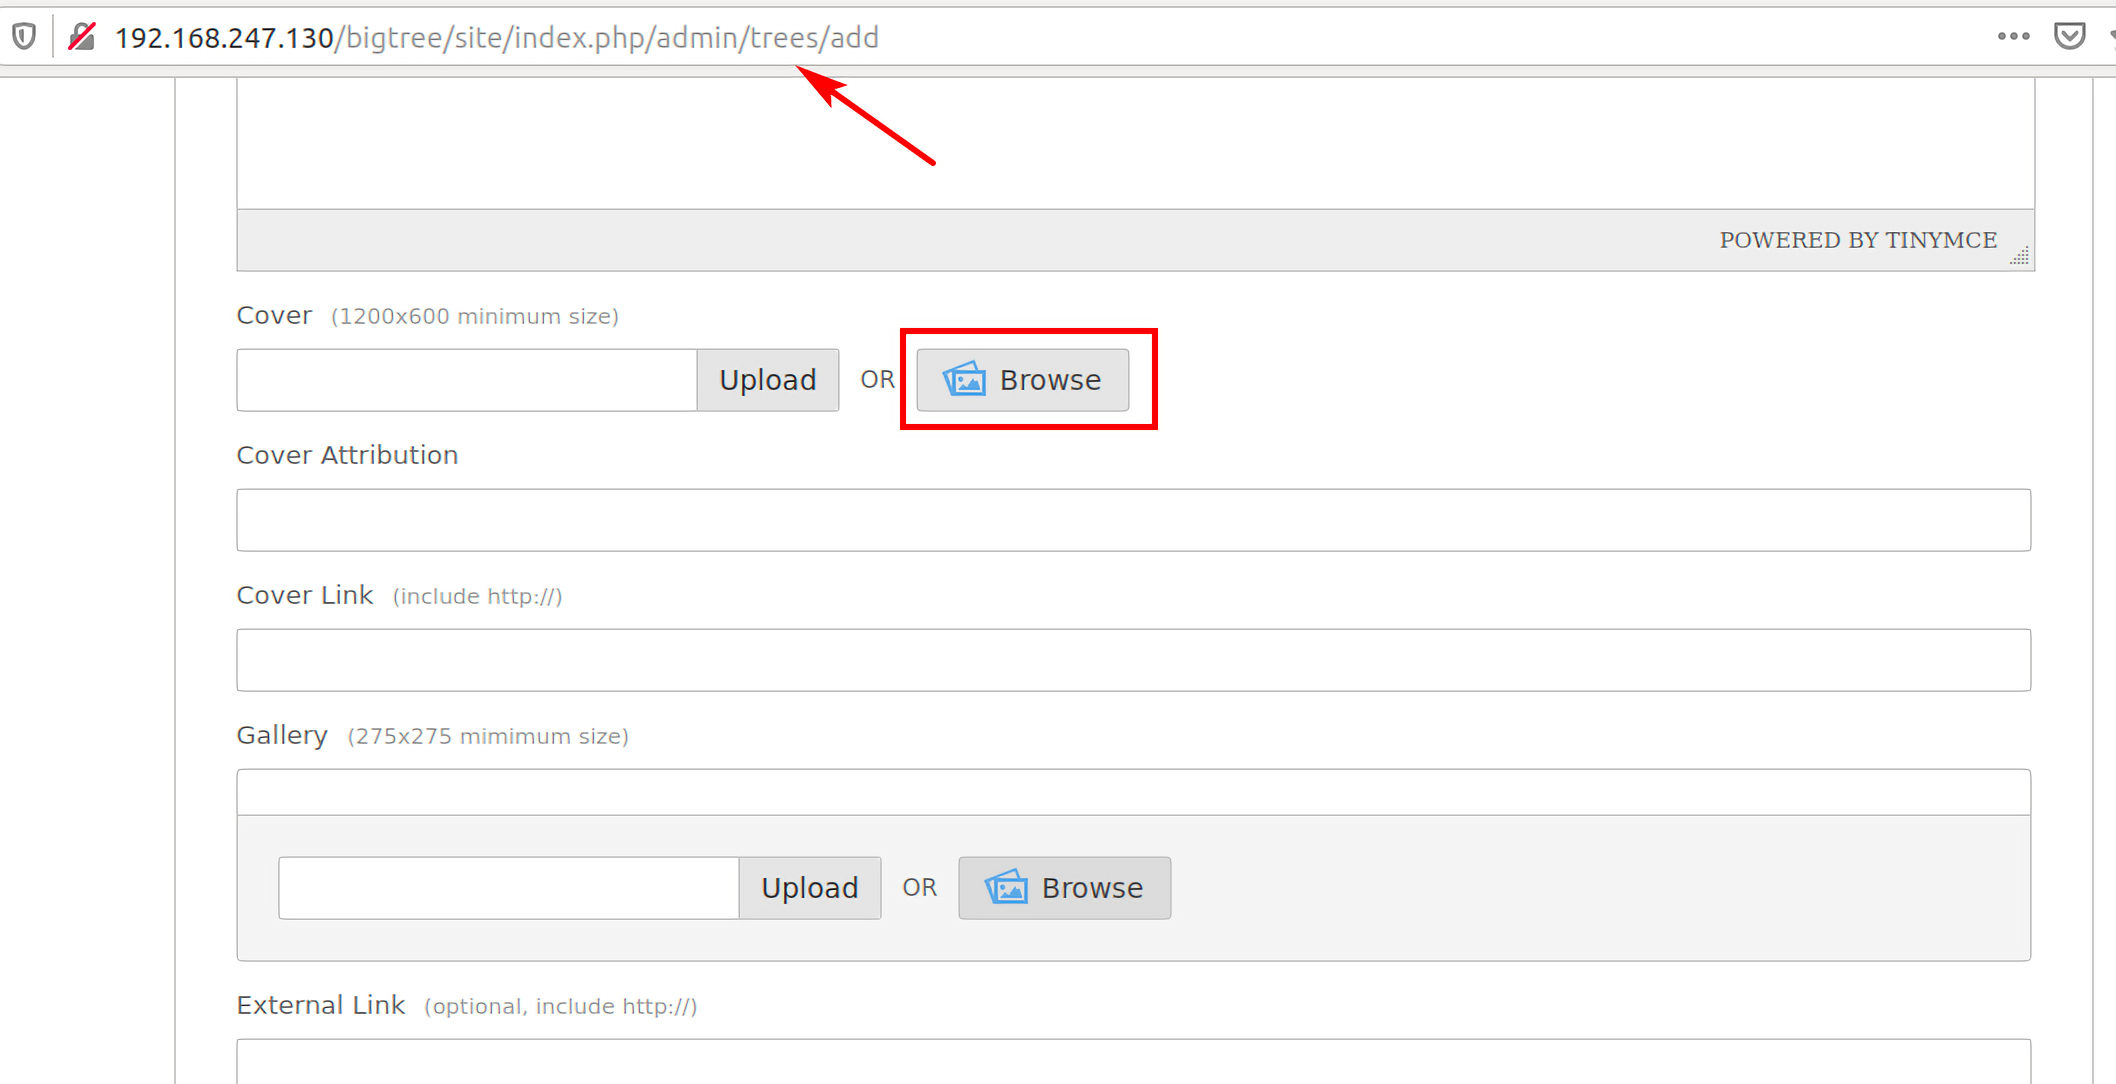 192.168.247.130/bigtree/site/index.php/admin/trees/add
POWERED BY TINYMCE
Cover (1200x600 minimum size)
Upload OR Browse
Cover Attribution
Cover Link (include http://)
Gallery (275x275 mimimum size)
Upload OR Browse
External Link (optional, include http://)